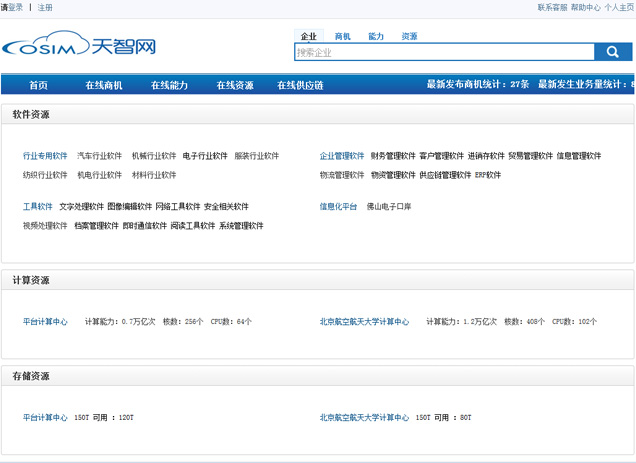 请登录 | 注册 联系客服 帮助中心 个人主页
COSIM 天智网
企业 商机 能力 资源
搜索企业
首页 在线商机 在线能力 在线资源 在线供应链 最新发布商机统计：27条 最新发生业务量统计：8
软件资源
行业专用软件 汽车行业软件 机械行业软件 电子行业软件 服装行业软件
纺织行业软件 机电行业软件 材料行业软件
企业管理软件 财务管理软件 客户管理软件 进销存软件 贸易管理软件 信息管理软件
物流管理软件 物资管理软件 供应链管理软件 ERP软件
工具软件 文字处理软件 图像编辑软件 网络工具软件 安全相关软件
视频处理软件 档案管理软件 即时通信软件 阅读工具软件 系统管理软件
信息化平台 佛山电子口岸
计算资源
平台计算中心 计算能力：0.7万亿次 核数：256个 CPU数：64个
北京航空航天大学计算中心 计算能力：1.2万亿次 核数：408个 CPU数：102个
存储资源
平台计算中心 150T 可用 ：120T
北京航空航天大学计算中心 150T 可用 ：80T